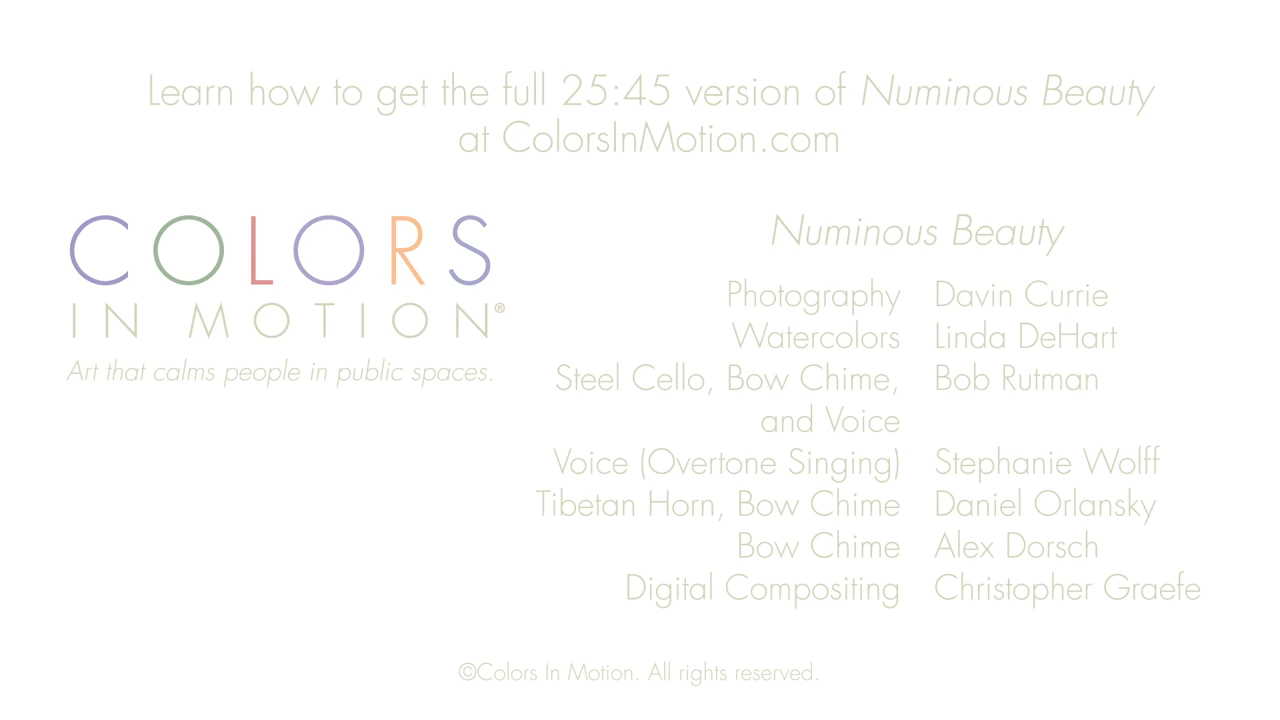 Learn how to get the full 25:45 version of Numinous Beauty
at ColorsInMotion.com
COLORS
IN MOTION®
Art that calms people in public spaces.
Numinous Beauty
Photography Davin Currie
Watercolors Linda DeHart
Steel Cello, Bow Chime, Bob Rutman
and Voice
Voice (Overtone Singing) Stephanie Wolff
Tibetan Horn, Bow Chime Daniel Orlansky
Bow Chime Alex Dorsch
Digital Compositing Christopher Graefe
©Colors In Motion. All rights reserved.